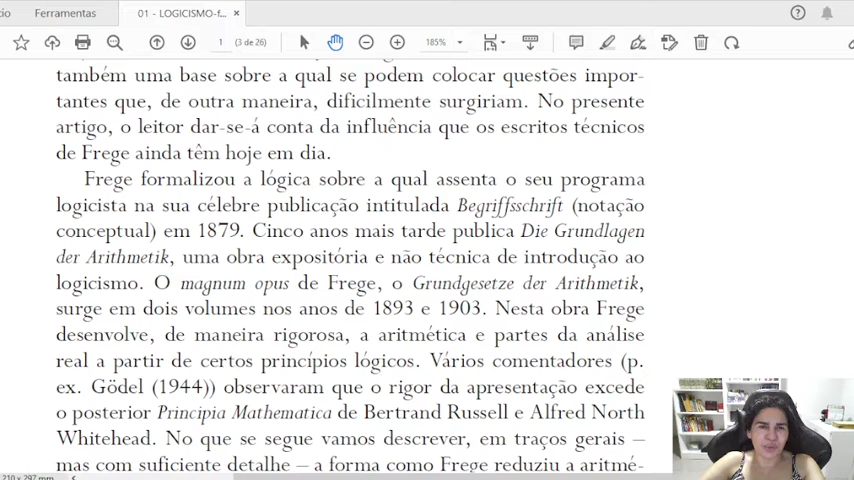 Ferramentas
01 - LOGICISMO-f... ×
1 (3 de 26)
185%
também uma base sobre a qual se podem colocar questões impor-
tantes que, de outra maneira, dificilmente surgiriam. No presente
artigo, o leitor dar-se-á conta da influência que os escritos técnicos
de Frege ainda têm hoje em dia.
Frege formalizou a lógica sobre a qual assenta o seu programa
logicista na sua célebre publicação intitulada Begriffsschrift (notação
conceptual) em 1879. Cinco anos mais tarde publica Die Grundlagen
der Arithmetik, uma obra expositória e não técnica de introdução ao
logicismo. O magnum opus de Frege, o Grundgesetze der Arithmetik,
surge em dois volumes nos anos de 1893 e 1903. Nesta obra Frege
desenvolve, de maneira rigorosa, a aritmética e partes da análise
real a partir de certos princípios lógicos. Vários comentadores (p.
ex. Gödel (1944)) observaram que o rigor da apresentação excede
o posterior Principia Mathematica de Bertrand Russell e Alfred North
Whitehead. No que se segue vamos descrever, em traços gerais –
mas com suficiente detalhe – a forma como Frege reduziu a aritmé-
210 x 297 mm